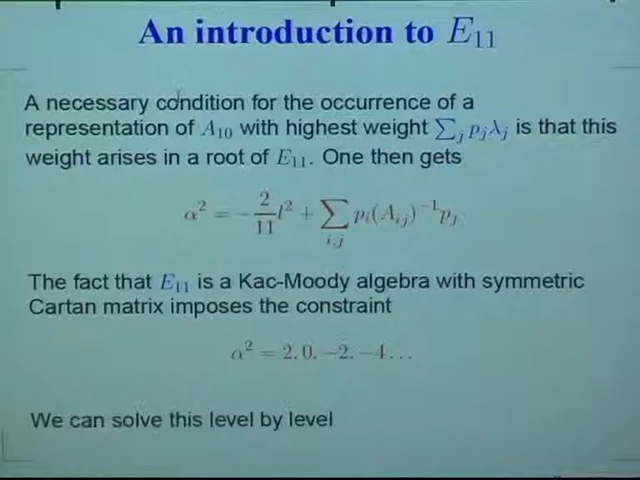 An introduction to E₁₁
A necessary condition for the occurrence of a
representation of A₁₀ with highest weight ∑ⱼ pⱼλⱼ is that this
weight arises in a root of E₁₁. One then gets
α² = −2/11 l² + ∑_{i,j} pᵢ(Aᵢⱼ)⁻¹pⱼ
The fact that E₁₁ is a Kac-Moody algebra with symmetric
Cartan matrix imposes the constraint
α² = 2, 0, −2, −4 ...
We can solve this level by level